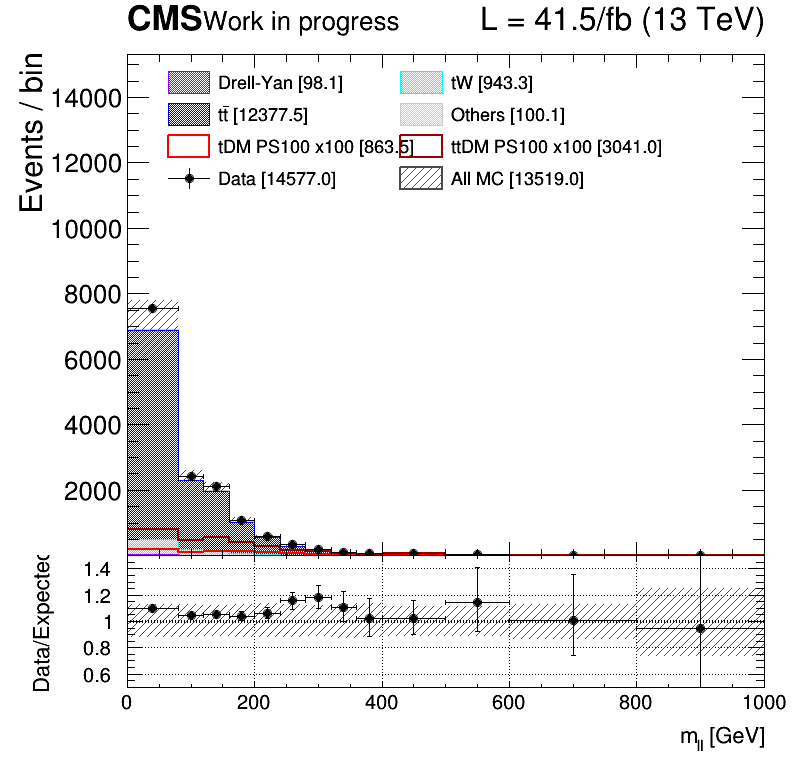 CMS Work in progress L = 41.5/fb (13 TeV)
Events / bin
Drell-Yan [98.1] tW [943.3]
tt̄ [12377.5] Others [100.1]
tDM PS100 x100 [863.5] ttDM PS100 x100 [3041.0]
Data [14577.0] All MC [13519.0]
14000
12000
10000
8000
6000
4000
2000
Data/Expected
1.4
1.2
1
0.8
0.6
0 200 400 600 800 1000
m_ll [GeV]